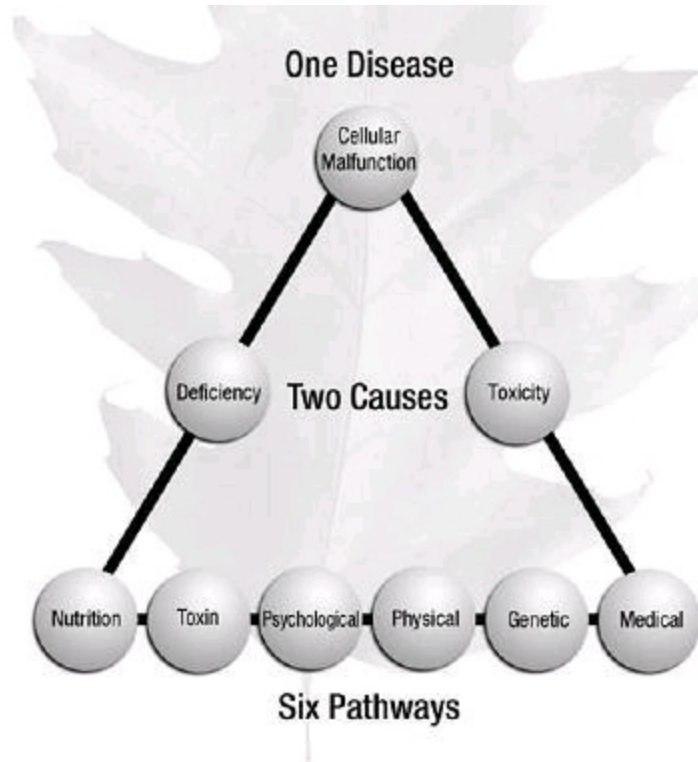 One Disease
Cellular
Malfunction
Deficiency
Two Causes
Toxicity
Nutrition
Toxin
Psychological
Physical
Genetic
Medical
Six Pathways